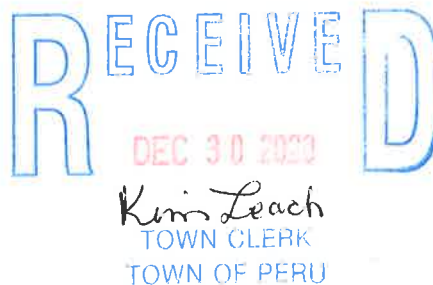 RECEIVED
DEC 30
Kim Leach
TOWN CLERK
TOWN OF PERU